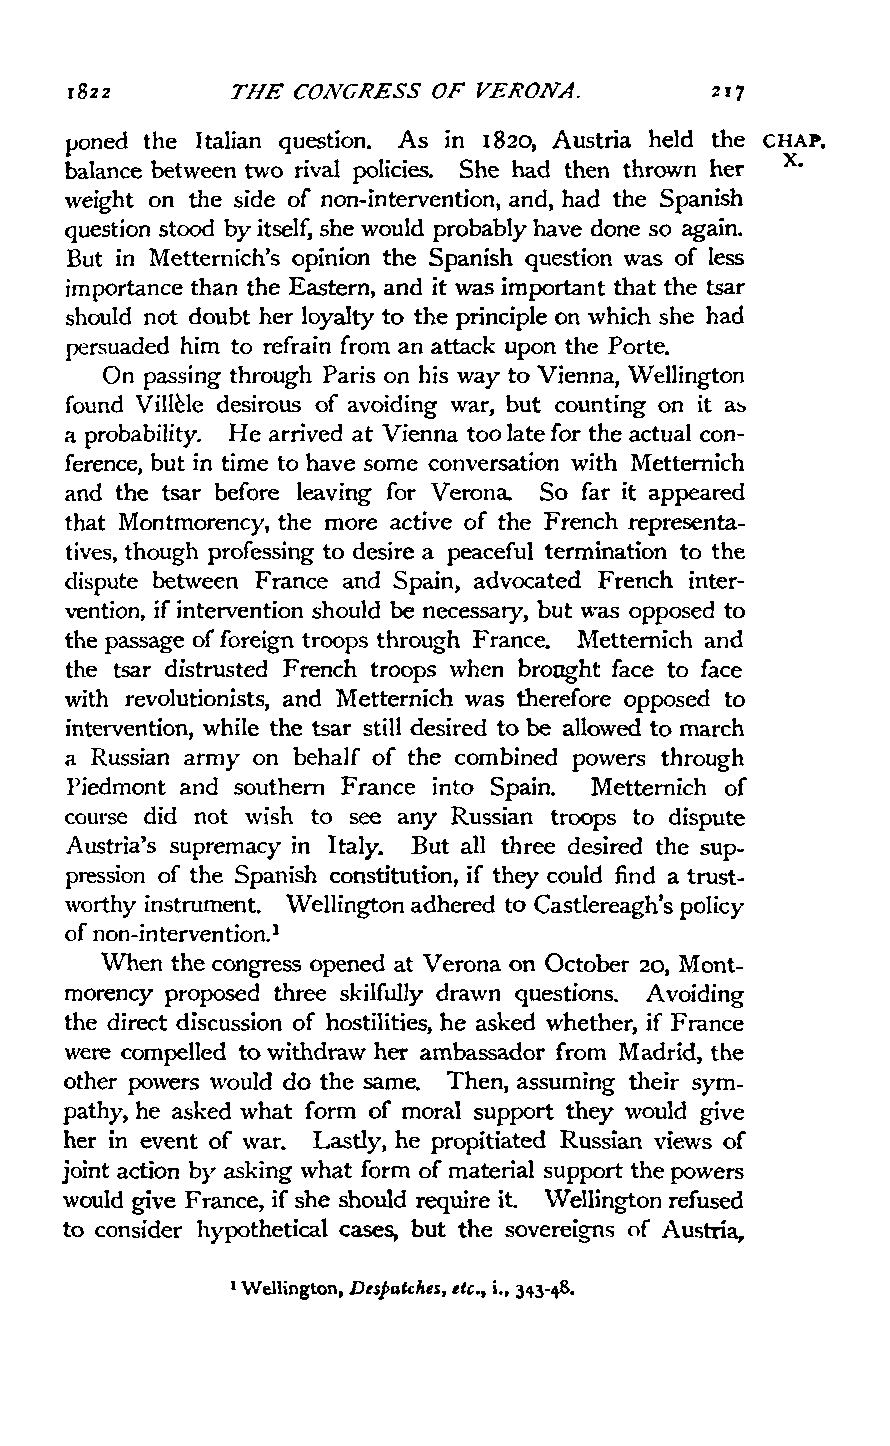 1822 THE CONGRESS OF VERONA. 217
poned the Italian question. As in 1820, Austria held the CHAP.
balance between two rival policies. She had then thrown her X.
weight on the side of non-intervention, and, had the Spanish
question stood by itself, she would probably have done so again.
But in Metternich's opinion the Spanish question was of less
importance than the Eastern, and it was important that the tsar
should not doubt her loyalty to the principle on which she had
persuaded him to refrain from an attack upon the Porte.
On passing through Paris on his way to Vienna, Wellington
found Villèle desirous of avoiding war, but counting on it as
a probability. He arrived at Vienna too late for the actual con-
ference, but in time to have some conversation with Metternich
and the tsar before leaving for Verona. So far it appeared
that Montmorency, the more active of the French representa-
tives, though professing to desire a peaceful termination to the
dispute between France and Spain, advocated French inter-
vention, if intervention should be necessary, but was opposed to
the passage of foreign troops through France. Metternich and
the tsar distrusted French troops when brought face to face
with revolutionists, and Metternich was therefore opposed to
intervention, while the tsar still desired to be allowed to march
a Russian army on behalf of the combined powers through
Piedmont and southern France into Spain. Metternich of
course did not wish to see any Russian troops to dispute
Austria's supremacy in Italy. But all three desired the sup-
pression of the Spanish constitution, if they could find a trust-
worthy instrument. Wellington adhered to Castlereagh's policy
of non-intervention.¹
When the congress opened at Verona on October 20, Mont-
morency proposed three skilfully drawn questions. Avoiding
the direct discussion of hostilities, he asked whether, if France
were compelled to withdraw her ambassador from Madrid, the
other powers would do the same. Then, assuming their sym-
pathy, he asked what form of moral support they would give
her in event of war. Lastly, he propitiated Russian views of
joint action by asking what form of material support the powers
would give France, if she should require it. Wellington refused
to consider hypothetical cases, but the sovereigns of Austria,
¹ Wellington, Despatches, etc., i., 343-48.